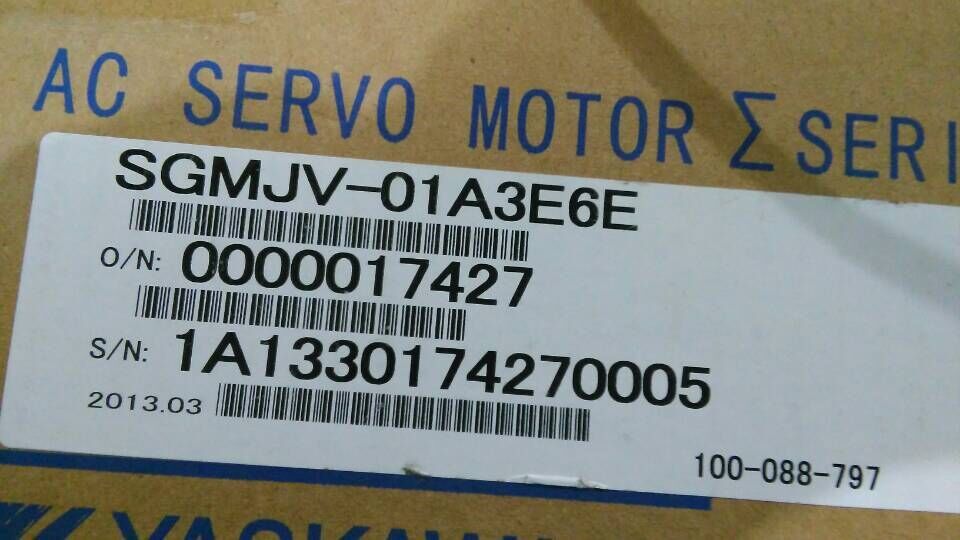 AC SERVO MOTOR Σ SERI
SGMJV-01A3E6E
O/N: 0000017427
S/N: 1A1330174270005
2013.03
100-088-797